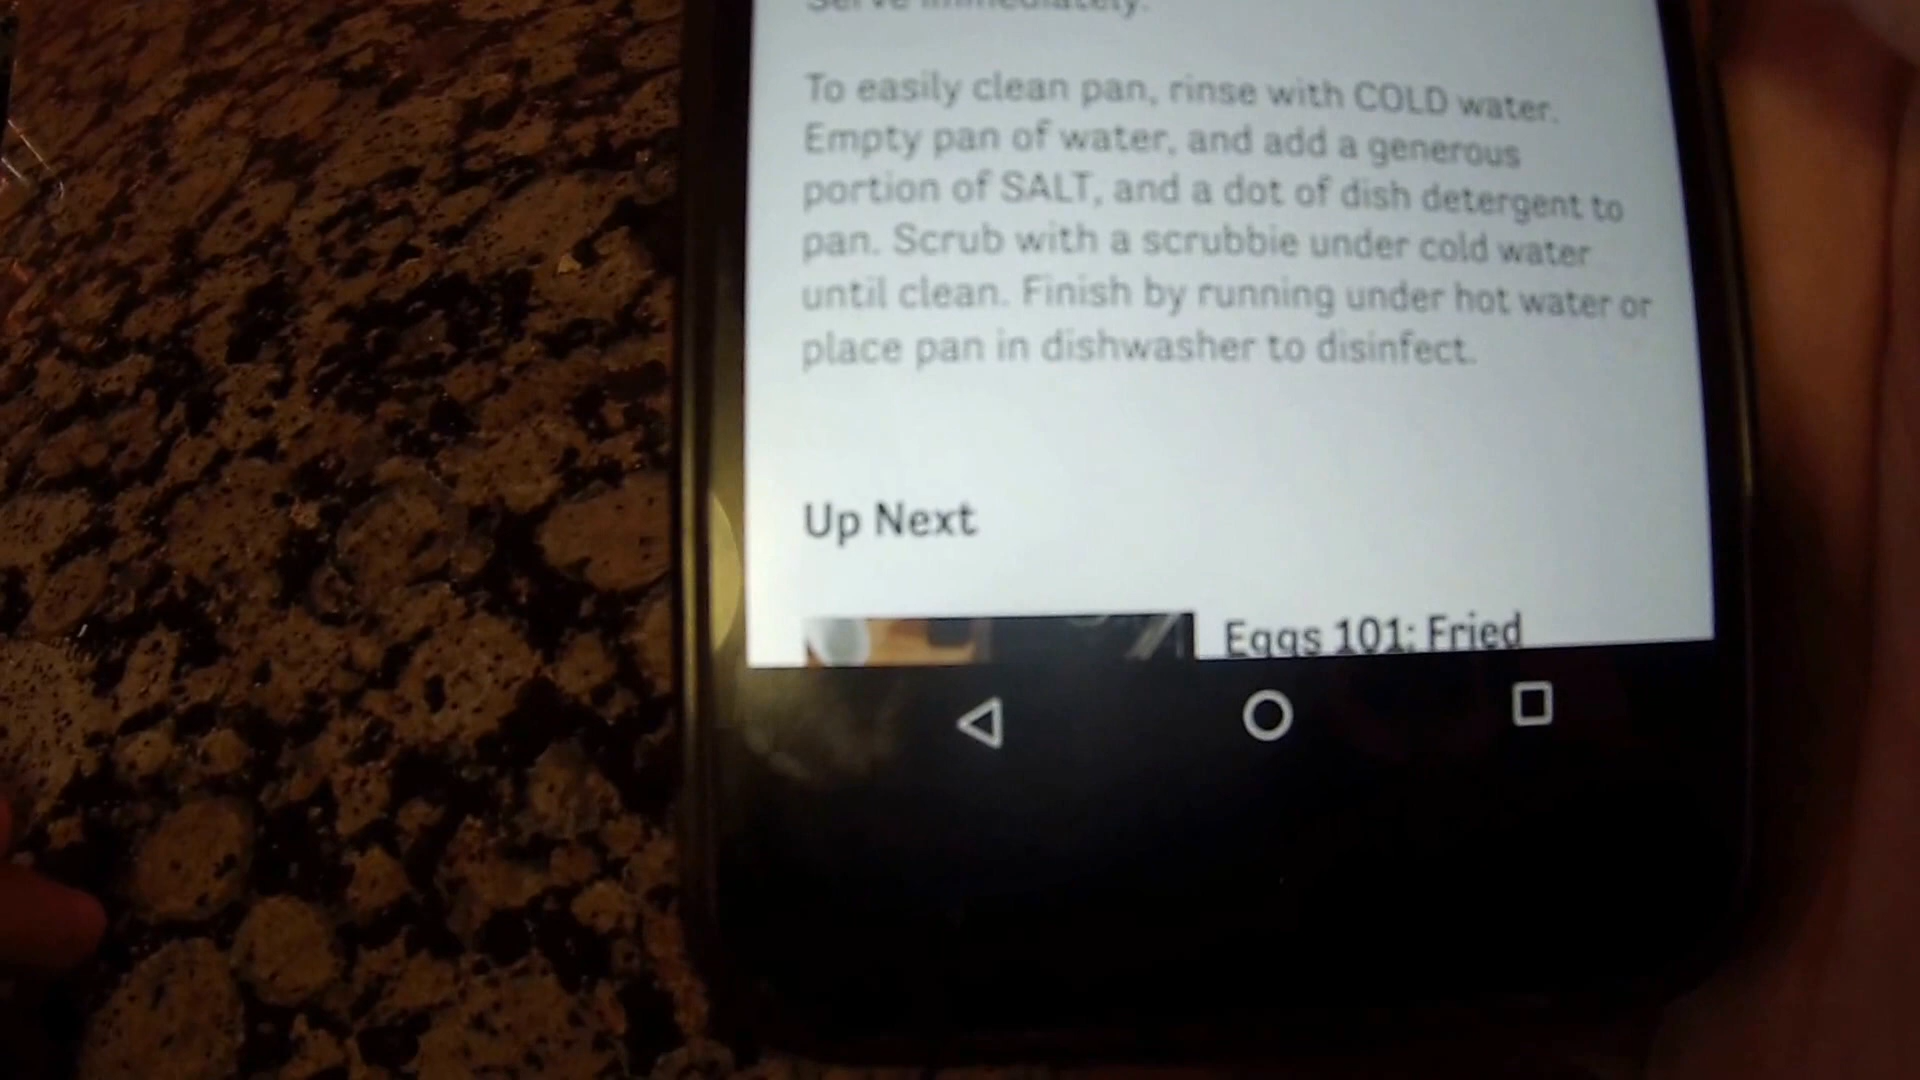 Serve immediately.
To easily clean pan, rinse with COLD water.
Empty pan of water, and add a generous
portion of SALT, and a dot of dish detergent to
pan. Scrub with a scrubbie under cold water
until clean. Finish by running under hot water or
place pan in dishwasher to disinfect.
Up Next
Eggs 101: Fried